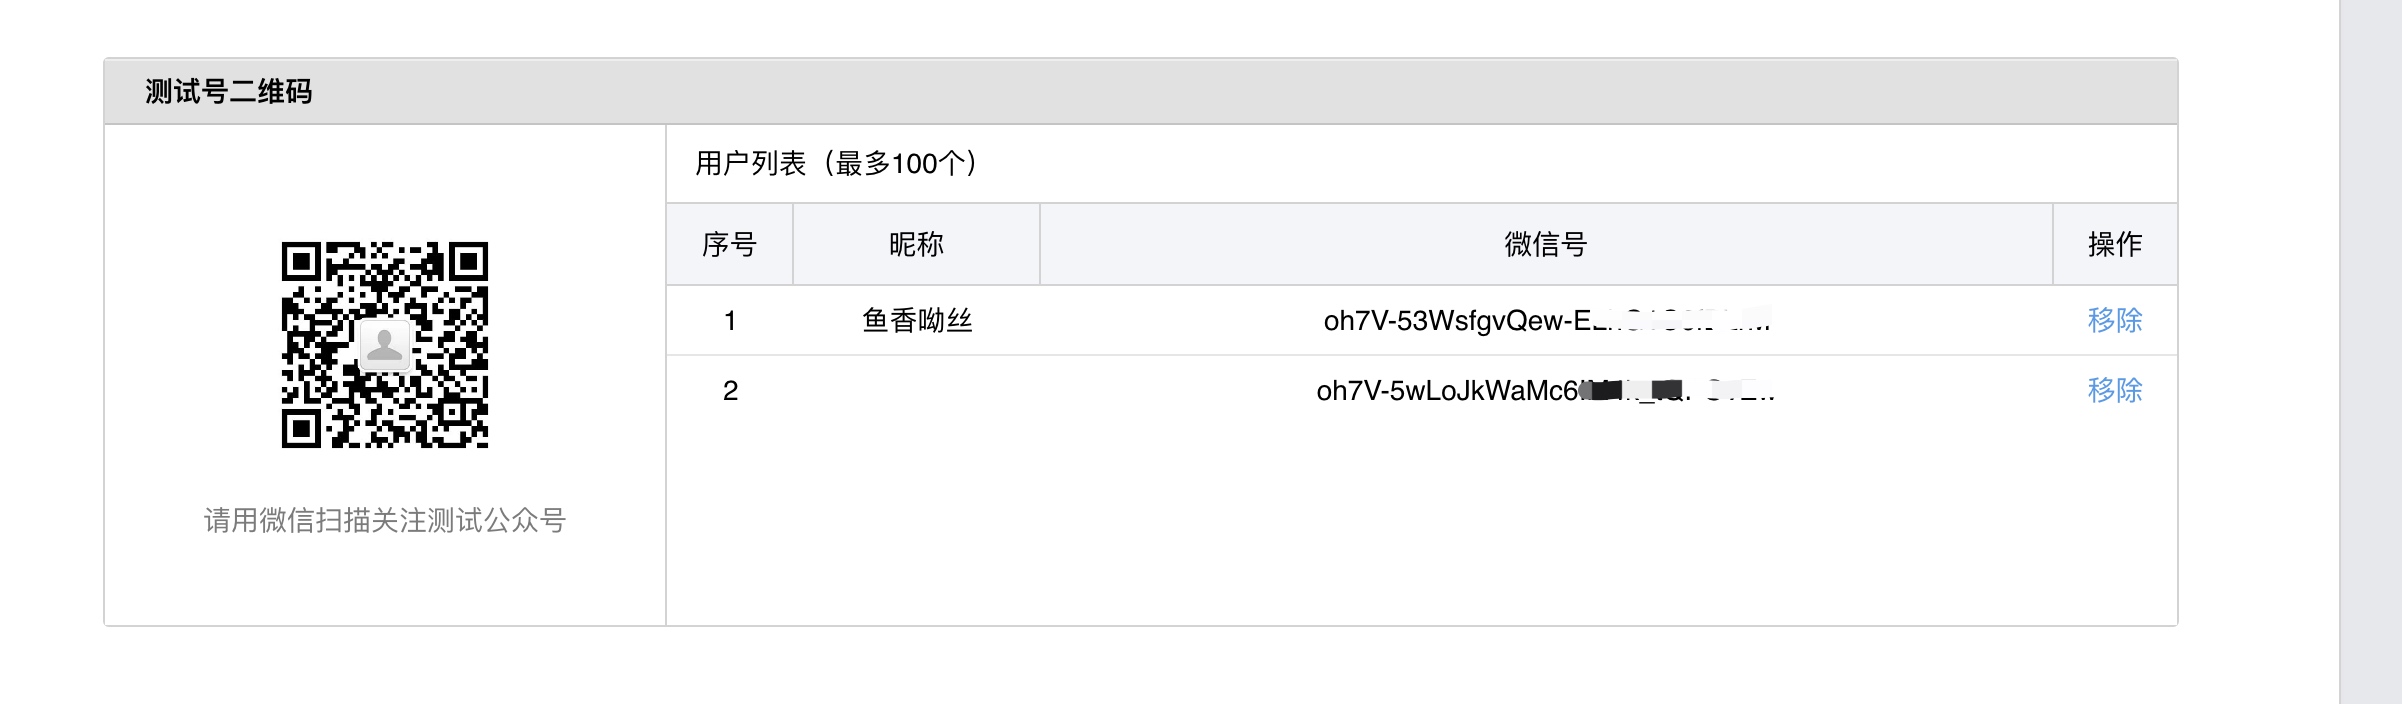 测试号二维码
用户列表（最多100个）
序号 昵称 微信号 操作
1 鱼香呦丝 oh7V-53WsfgvQew-E 移除
2 oh7V-5wLoJkWaMc6 移除
请用微信扫描关注测试公众号